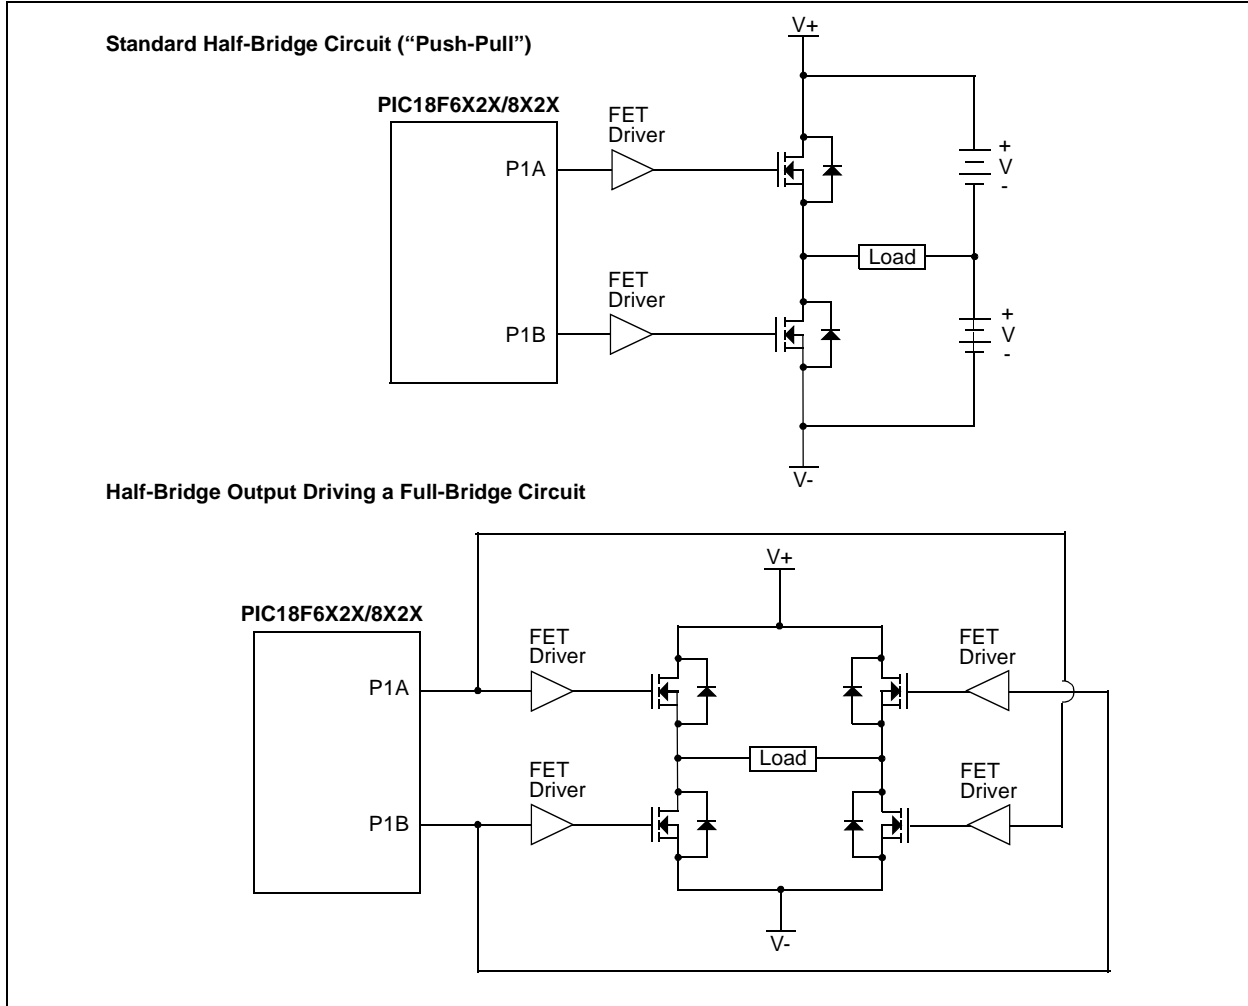 Standard Half-Bridge Circuit (“Push-Pull”)
V+
PIC18F6X2X/8X2X
FET
Driver
P1A
+
V
-
Load
FET
Driver
P1B
+
V
-
V-
Half-Bridge Output Driving a Full-Bridge Circuit
V+
PIC18F6X2X/8X2X
FET
Driver
FET
Driver
P1A
Load
FET
Driver
FET
Driver
P1B
V-